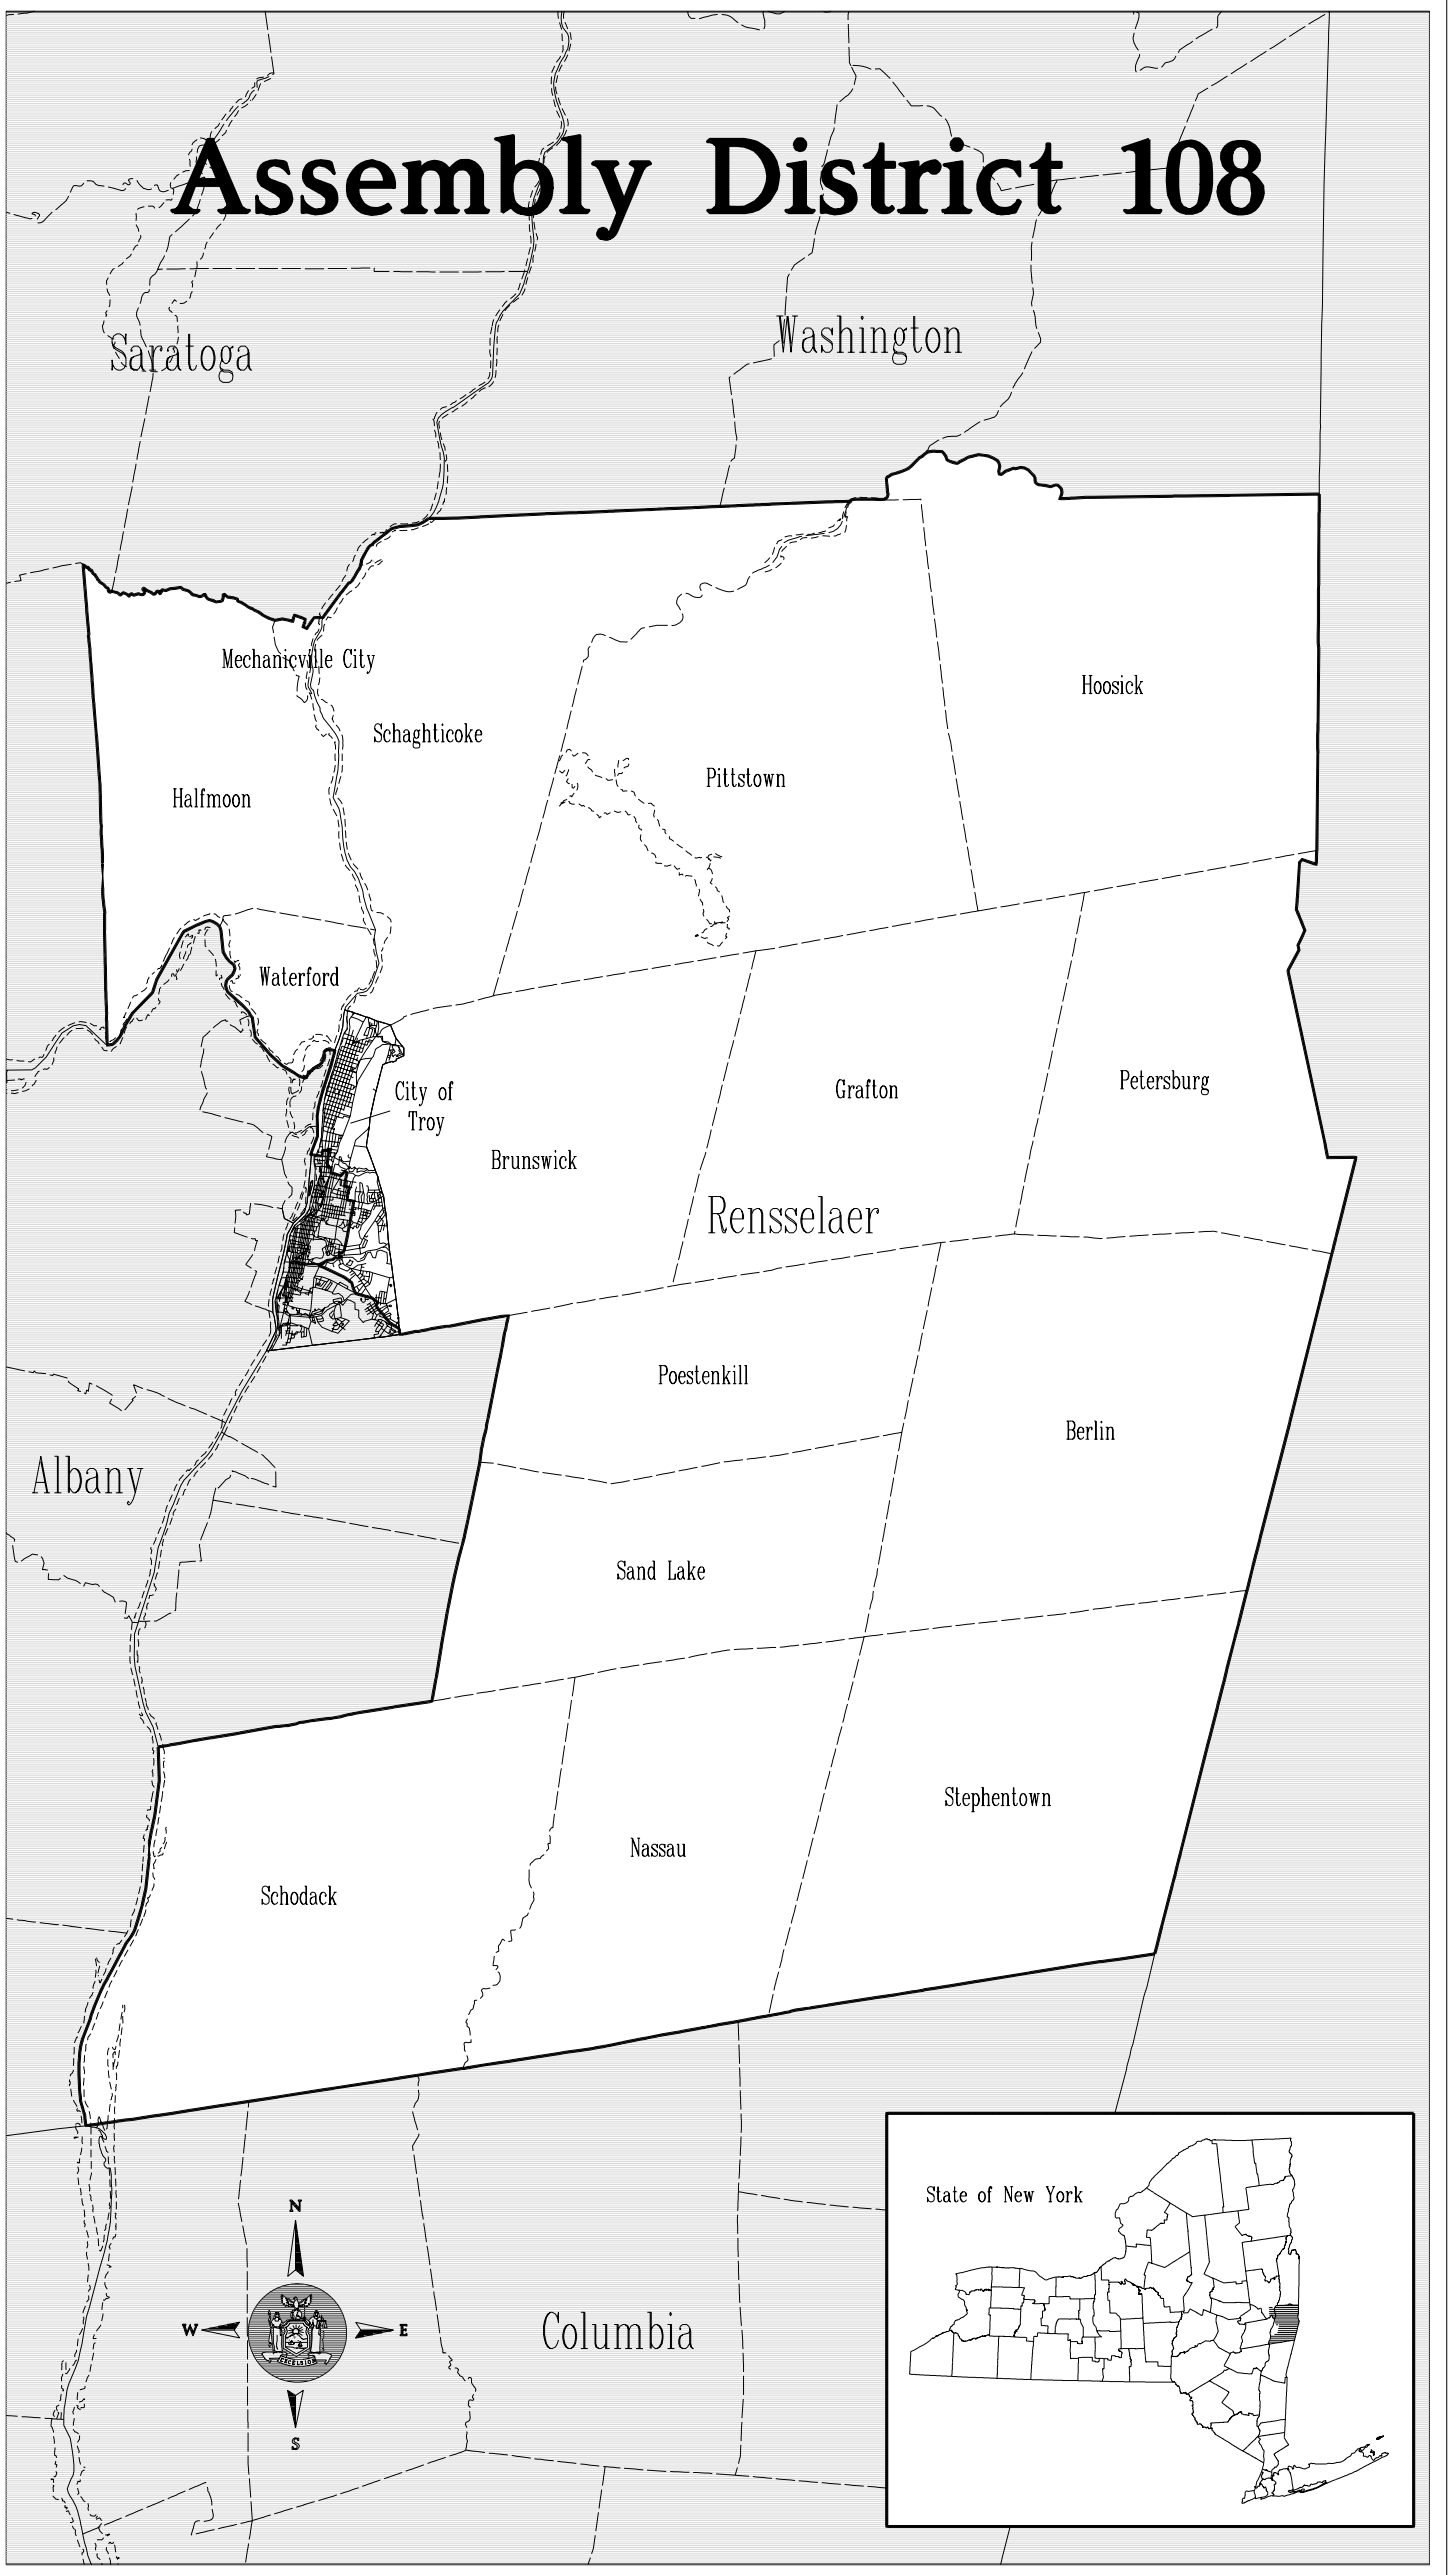 Assembly District 108
Washington
Saratoga
Mechanicville City
Hoosick
Schaghticoke
Pittstown
Halfmoon
Waterford
City of
Troy
Grafton
Petersburg
Brunswick
Rensselaer
Poestenkill
Berlin
Albany
Sand Lake
Stephentown
Nassau
Schodack
State of New York
N
W
E
S
EXCELSIOR
Columbia